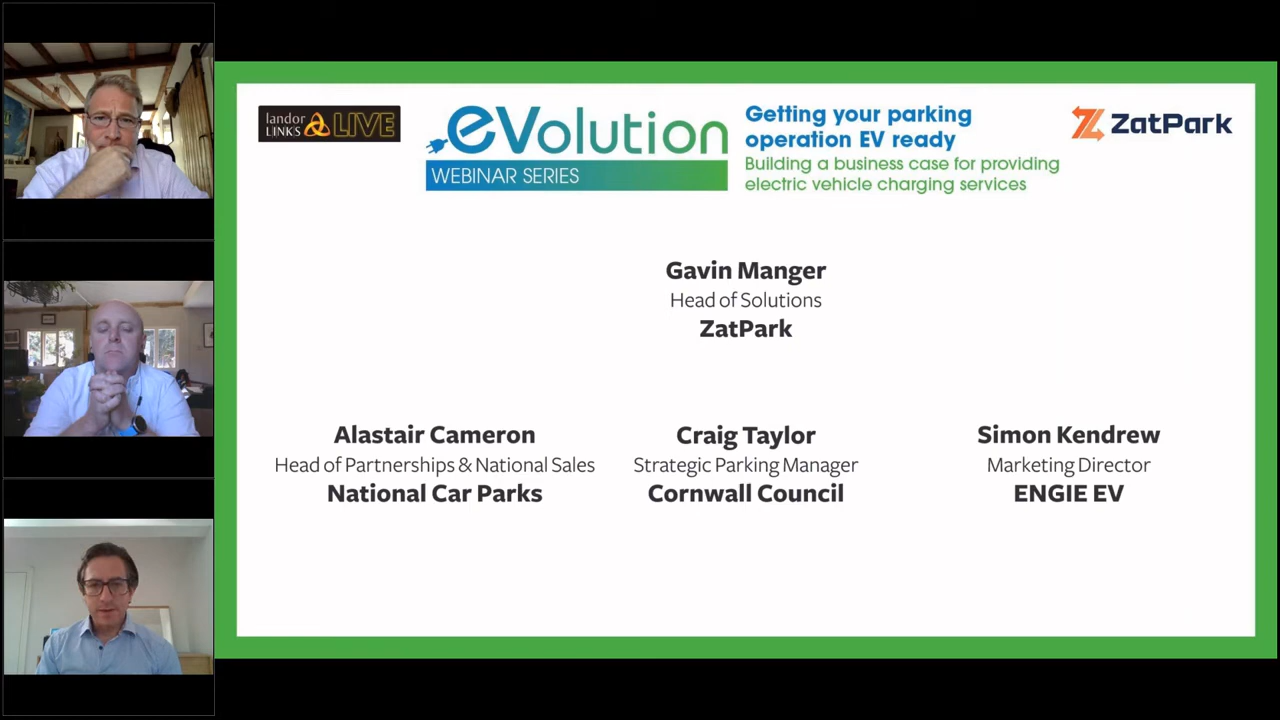 landor
LINKS LIVE
eVolution
WEBINAR SERIES
Getting your parking
operation EV ready
Building a business case for providing
electric vehicle charging services
ZatPark
Gavin Manger
Head of Solutions
ZatPark
Alastair Cameron
Head of Partnerships & National Sales
National Car Parks
Craig Taylor
Strategic Parking Manager
Cornwall Council
Simon Kendrew
Marketing Director
ENGIE EV